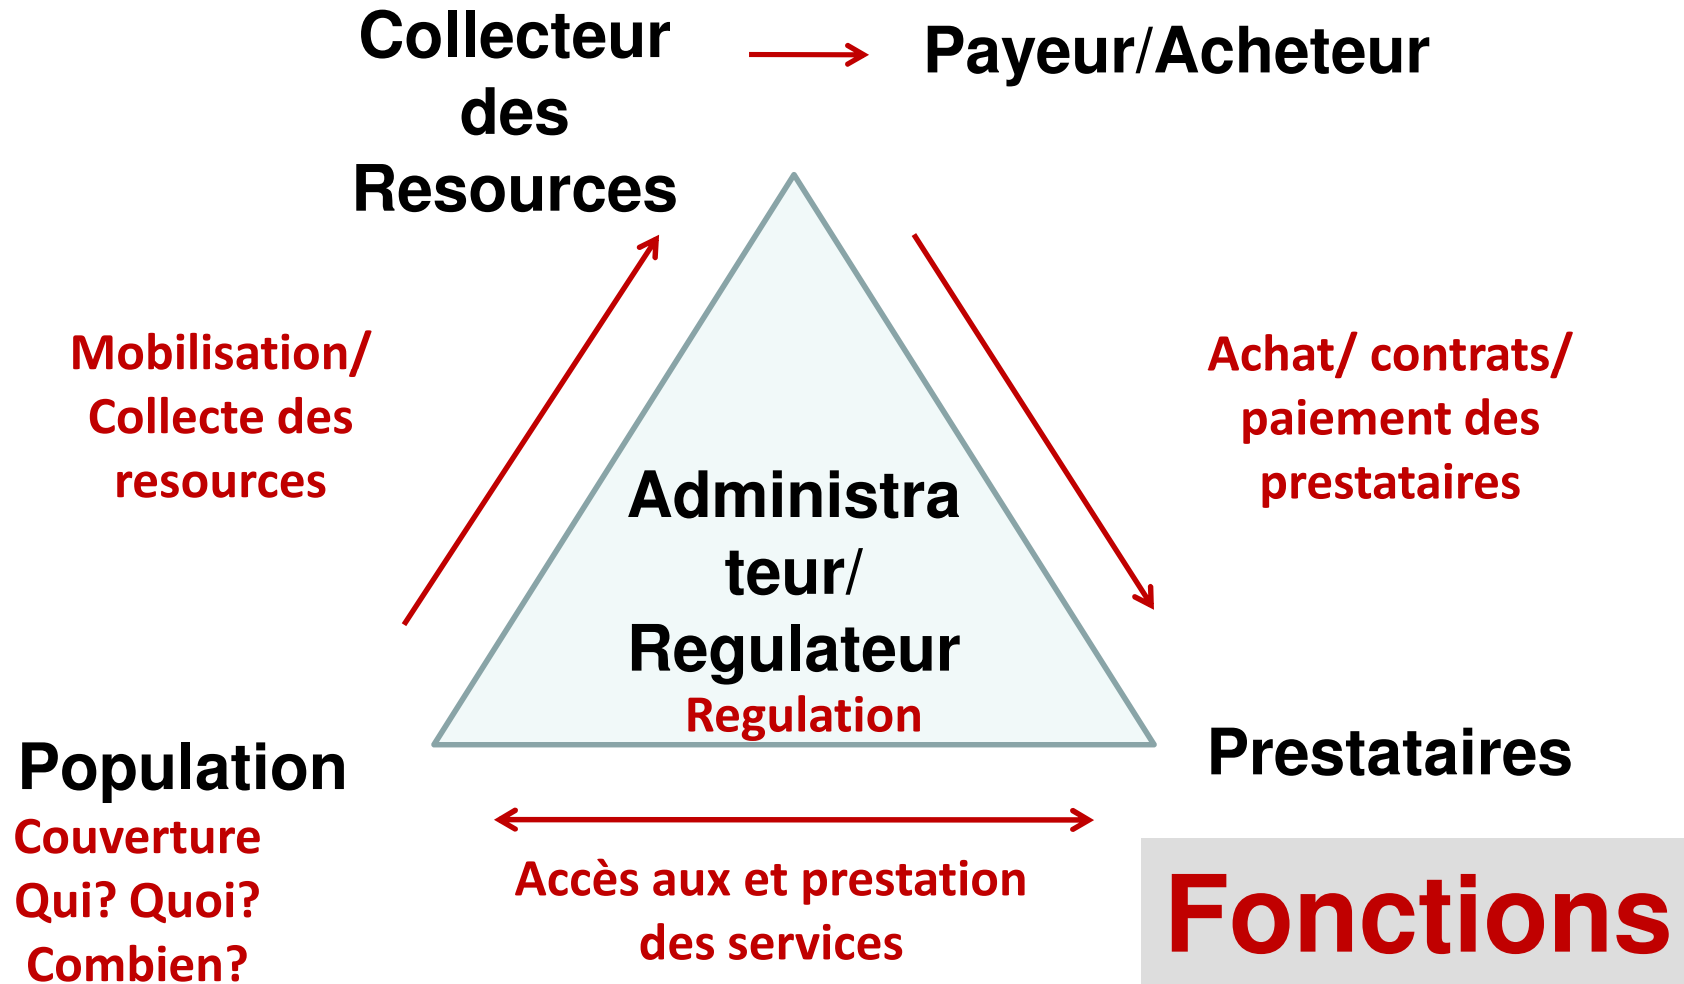 Collecteur
des
Resources
Payeur/Acheteur
Mobilisation/
Collecte des
resources
Achat/ contrats/
paiement des
prestataires
Administra
teur/
Regulateur
Regulation
Population
Couverture
Qui? Quoi?
Combien?
Prestataires
Accès aux et prestation
des services
Fonctions